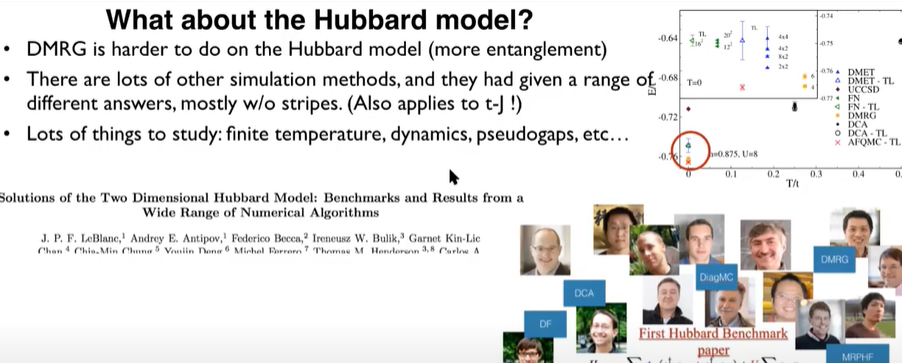 What about the Hubbard model?
• DMRG is harder to do on the Hubbard model (more entanglement)
• There are lots of other simulation methods, and they had given a range of
different answers, mostly w/o stripes. (Also applies to t-J !)
• Lots of things to study: finite temperature, dynamics, pseudogaps, etc…
Solutions of the Two Dimensional Hubbard Model: Benchmarks and Results from a
Wide Range of Numerical Algorithms
J. P. F. LeBlanc,¹ Andrey E. Antipov,¹ Federico Becca,² Ireneusz W. Bulik,³ Garnet Kin-Lic
Chan,⁴ Chia-Min Chung,⁵ Youjin Deng,⁶ Michel Ferrero,⁷ Thomas M. Henderson,³,⁸ Carlos A.
-0.64
-0.68
-0.72
-0.76
E/t
T=0
TL
16²
20²
12²
TL
4x4
4x2
8x2
2x2
6
4
-0.74
-0.75
-0.76
-0.77
n=0.875, U=8
0
0.1
0.2
0.3
0.4
0.
T/t
DMET
DMET - TL
UCCSD
FN
FN - TL
DMRG
DCA
DCA - TL
AFQMC - TL
DMRG
DiagMC
DCA
DF
First Hubbard Benchmark
paper
MRPHF